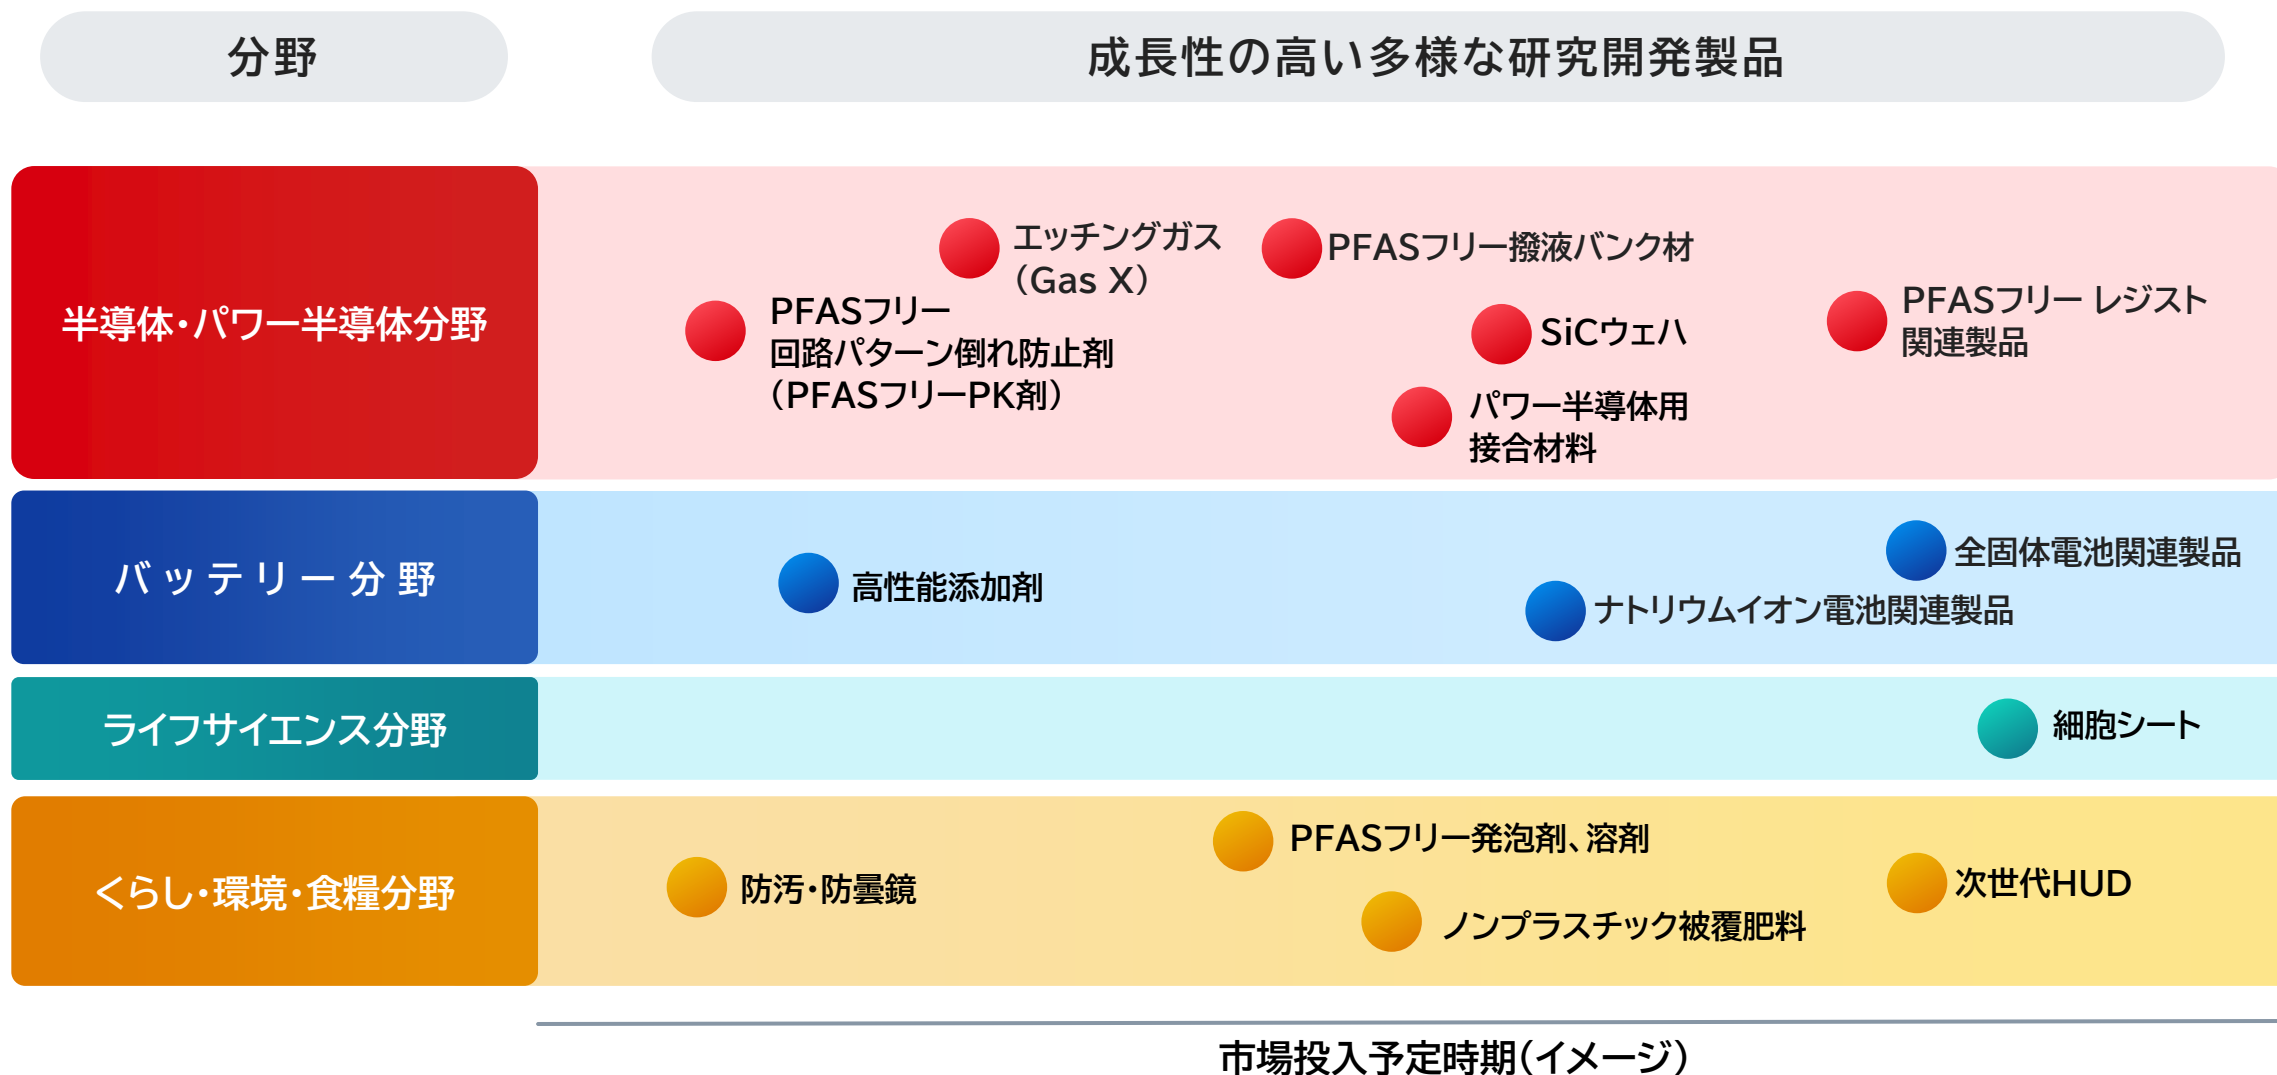 分野
成長性の高い多様な研究開発製品
半導体・パワー半導体分野
エッチングガス
（Gas X）
PFASフリー撥液バンク材
PFASフリー
回路パターン倒れ防止剤
（PFASフリーPK剤）
SiCウェハ
パワー半導体用
接合材料
PFASフリー レジスト
関連製品
バッテリー分野
高性能添加剤
全固体電池関連製品
ナトリウムイオン電池関連製品
ライフサイエンス分野
細胞シート
くらし・環境・食糧分野
防汚・防曇鏡
PFASフリー発泡剤、溶剤
ノンプラスチック被覆肥料
次世代HUD
市場投入予定時期（イメージ）